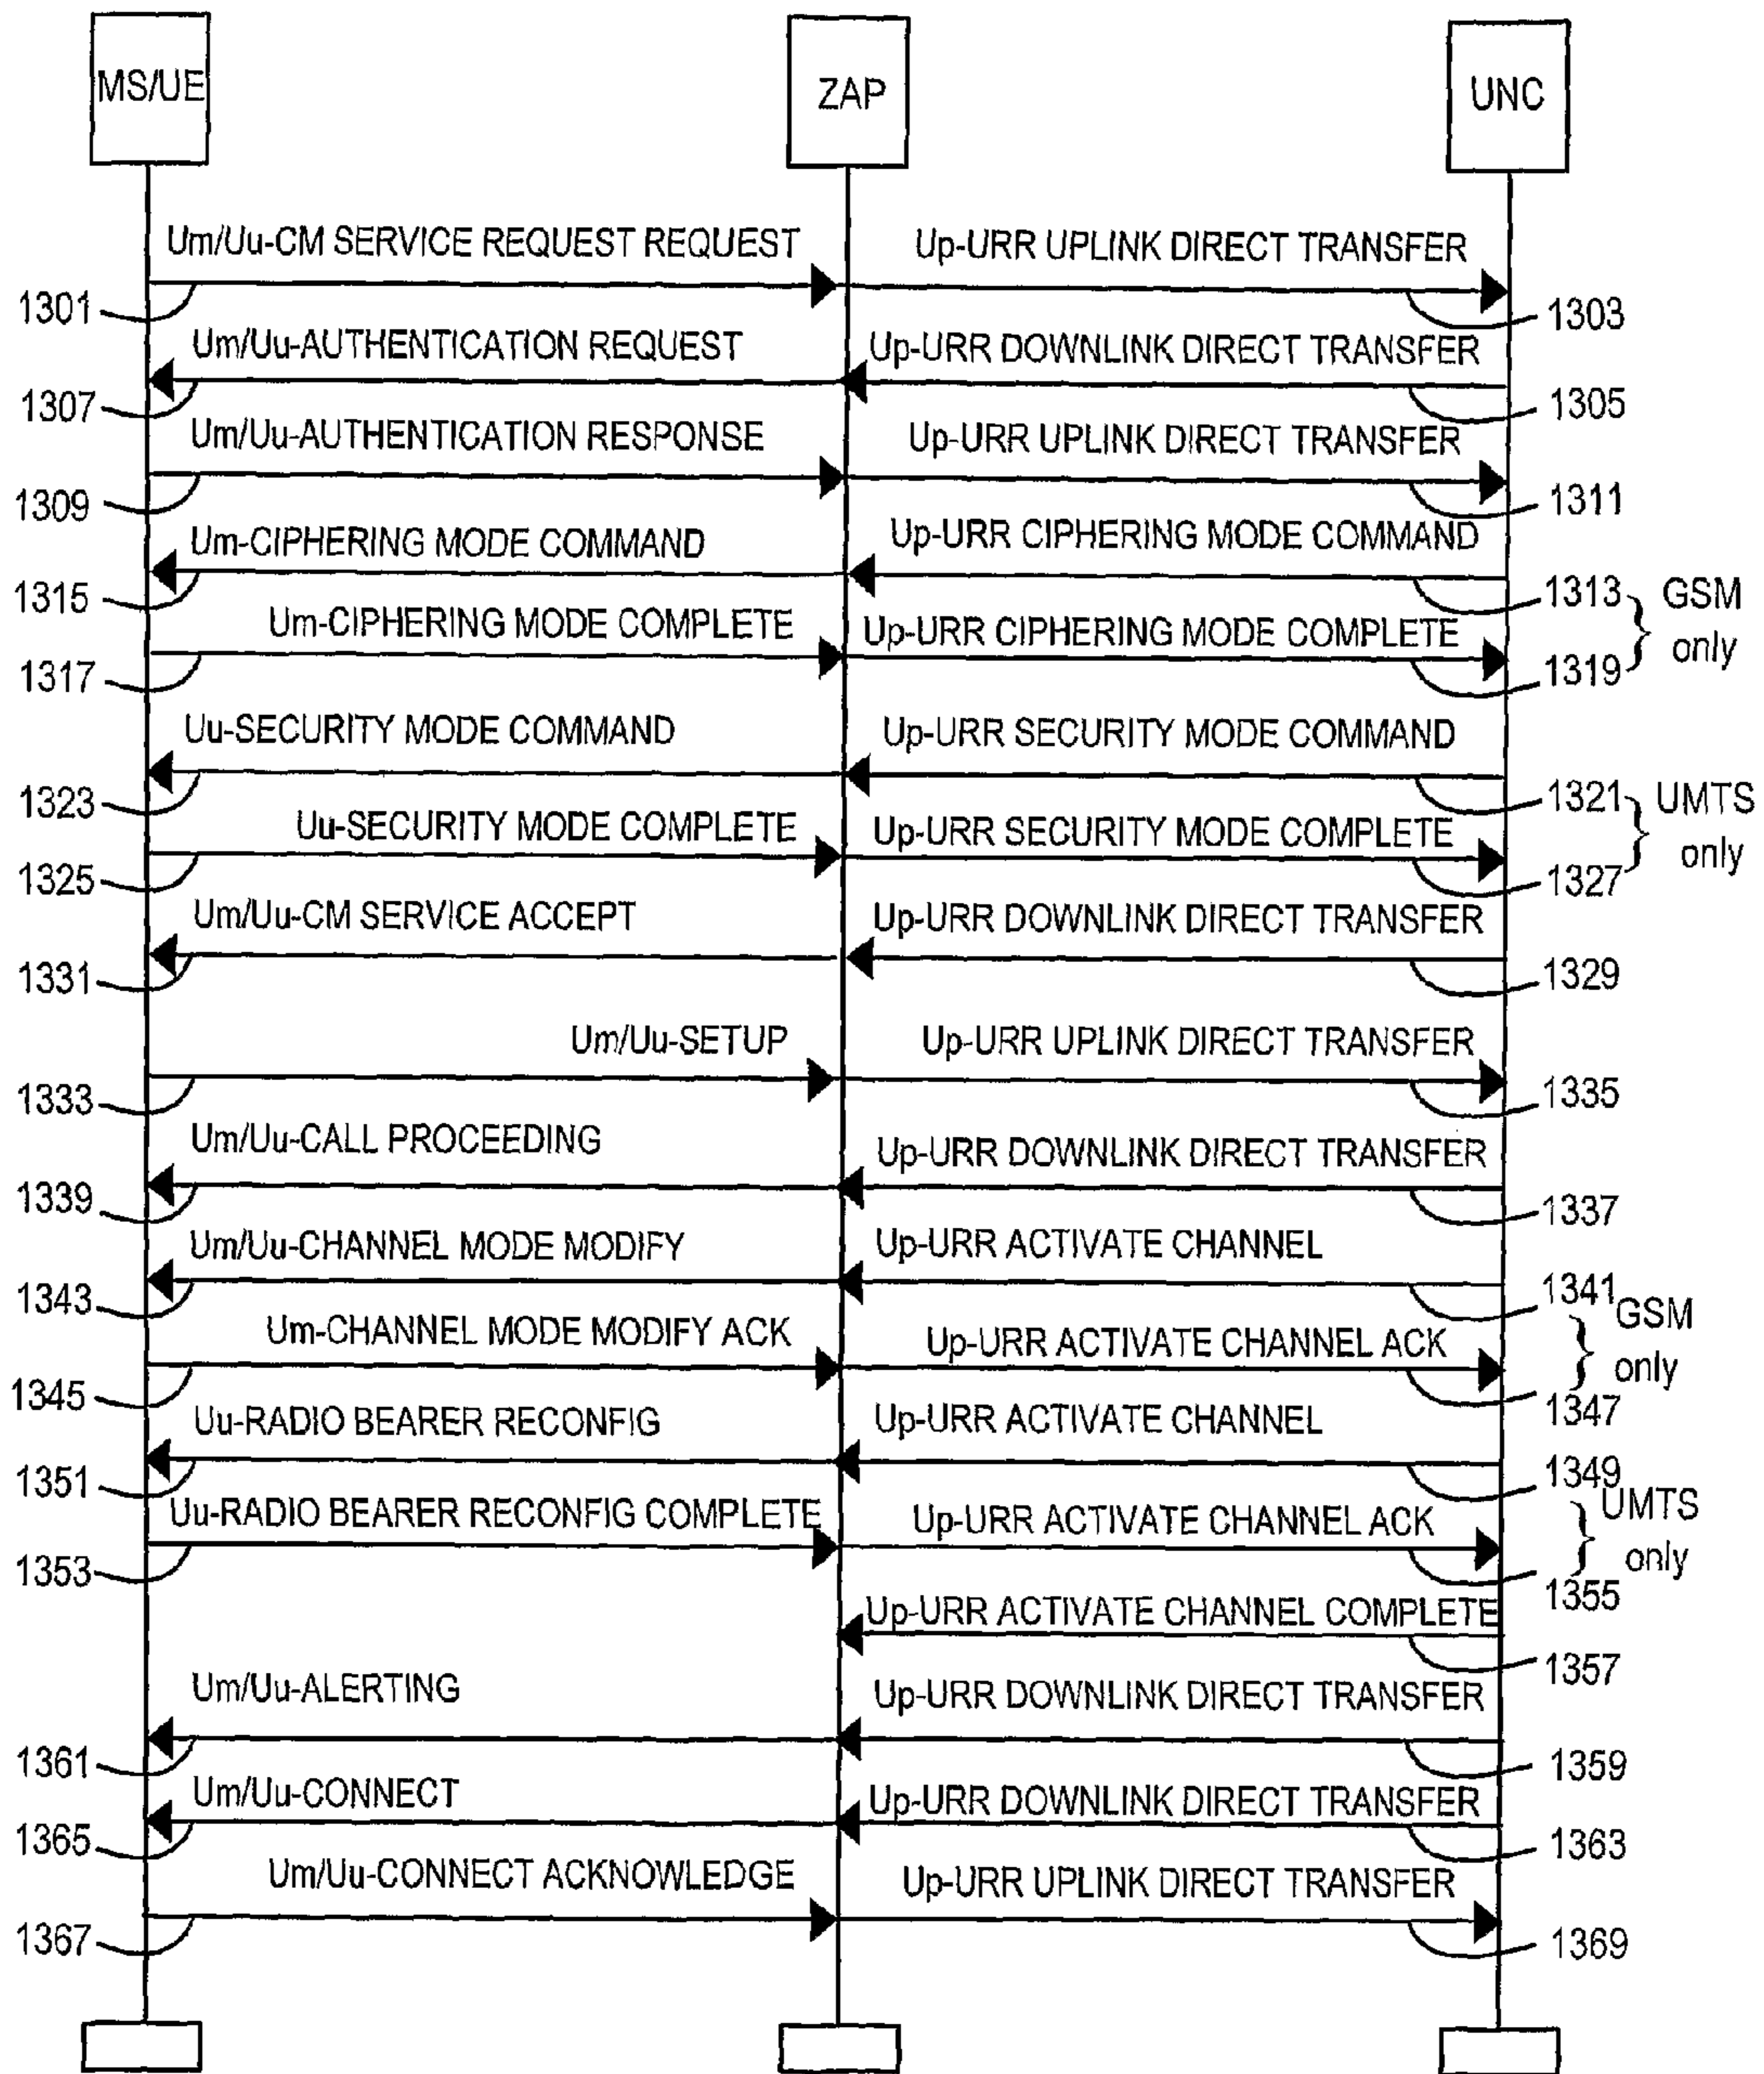 MS/UE
ZAP
UNC
Um/Uu-CM SERVICE REQUEST REQUEST
Up-URR UPLINK DIRECT TRANSFER
1301
1303
Um/Uu-AUTHENTICATION REQUEST
Up-URR DOWNLINK DIRECT TRANSFER
1307
1305
Um/Uu-AUTHENTICATION RESPONSE
Up-URR UPLINK DIRECT TRANSFER
1309
1311
Um-CIPHERING MODE COMMAND
Up-URR CIPHERING MODE COMMAND
1315
1313
GSM
only
Um-CIPHERING MODE COMPLETE
Up-URR CIPHERING MODE COMPLETE
1317
1319
Uu-SECURITY MODE COMMAND
Up-URR SECURITY MODE COMMAND
1323
1321
UMTS
only
Uu-SECURITY MODE COMPLETE
Up-URR SECURITY MODE COMPLETE
1325
1327
Um/Uu-CM SERVICE ACCEPT
Up-URR DOWNLINK DIRECT TRANSFER
1331
1329
Um/Uu-SETUP
Up-URR UPLINK DIRECT TRANSFER
1333
1335
Um/Uu-CALL PROCEEDING
Up-URR DOWNLINK DIRECT TRANSFER
1339
1337
Um/Uu-CHANNEL MODE MODIFY
Up-URR ACTIVATE CHANNEL
1343
1341
GSM
only
Um-CHANNEL MODE MODIFY ACK
Up-URR ACTIVATE CHANNEL ACK
1345
1347
Uu-RADIO BEARER RECONFIG
Up-URR ACTIVATE CHANNEL
1351
1349
UMTS
only
Uu-RADIO BEARER RECONFIG COMPLETE
Up-URR ACTIVATE CHANNEL ACK
1353
1355
Up-URR ACTIVATE CHANNEL COMPLETE
1357
Um/Uu-ALERTING
Up-URR DOWNLINK DIRECT TRANSFER
1361
1359
Um/Uu-CONNECT
Up-URR DOWNLINK DIRECT TRANSFER
1365
1363
Um/Uu-CONNECT ACKNOWLEDGE
Up-URR UPLINK DIRECT TRANSFER
1367
1369